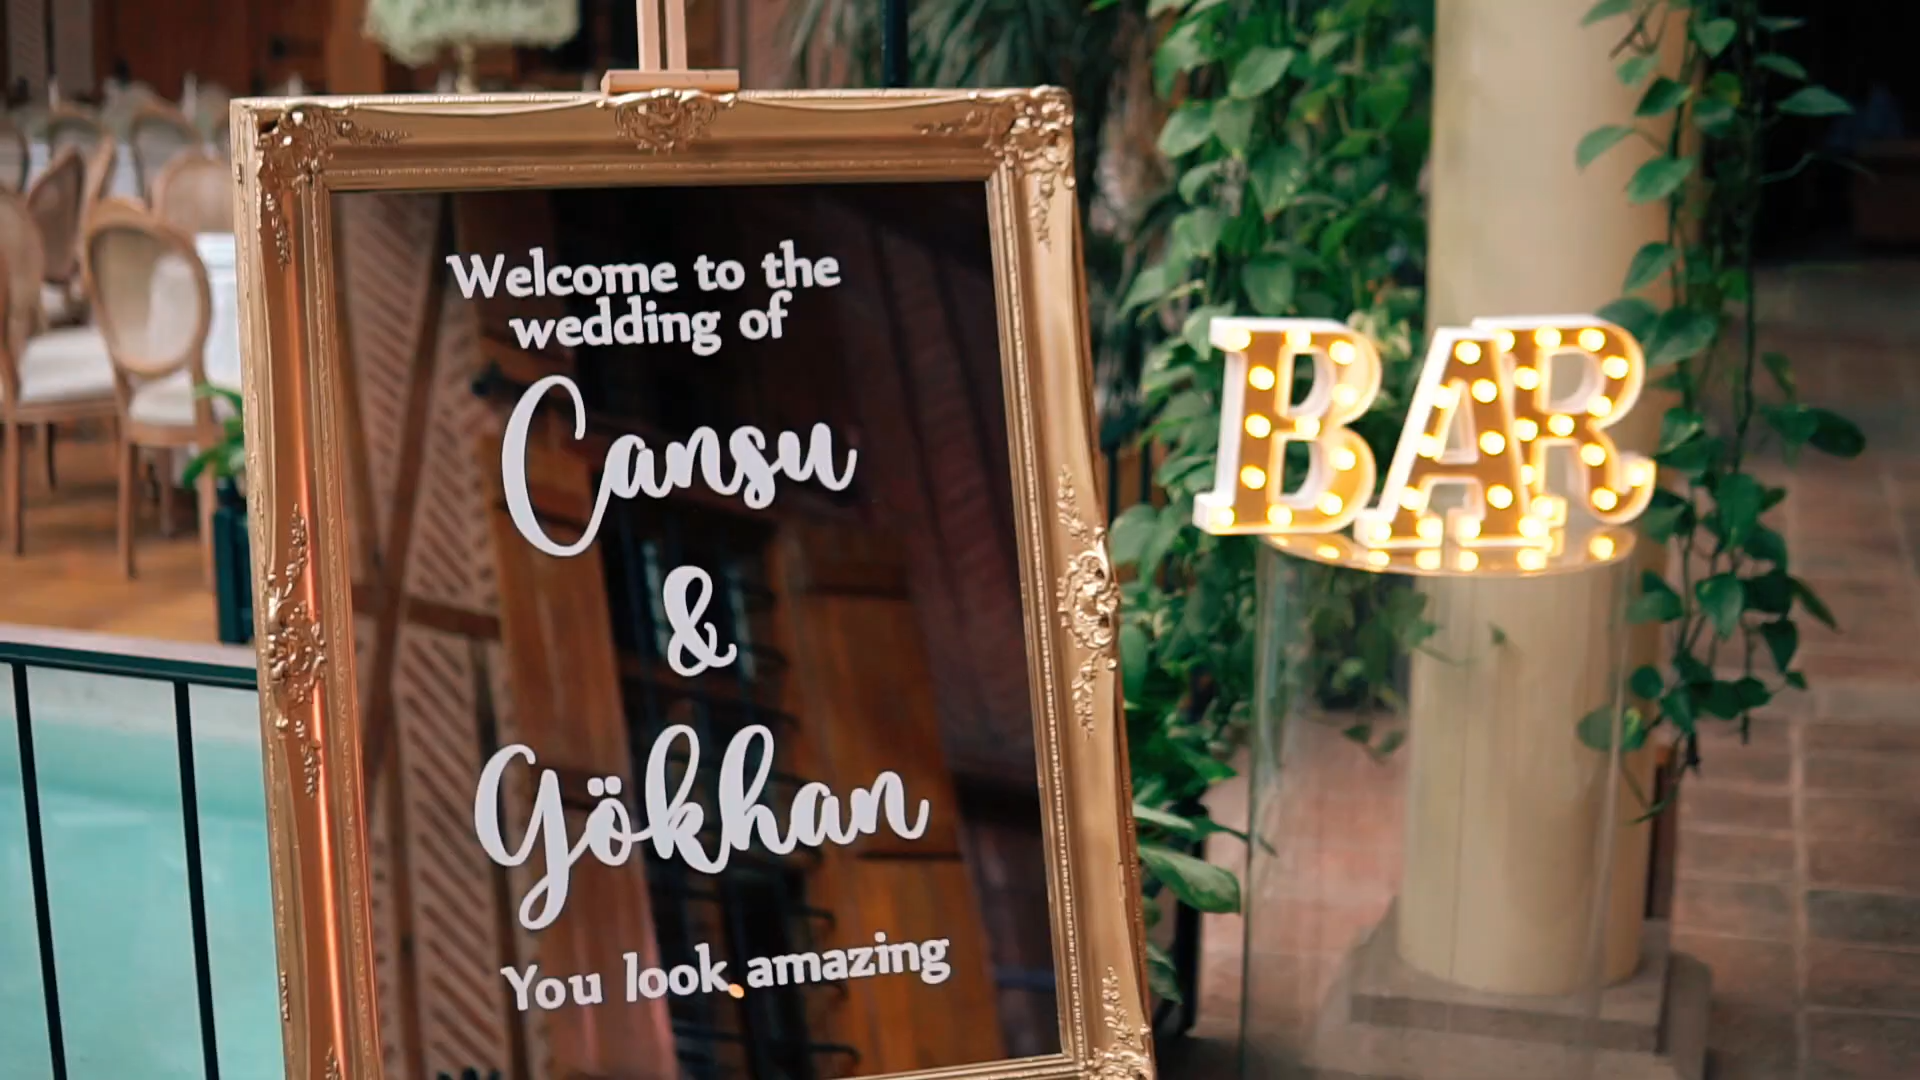 Welcome to the
wedding of
Cansu
&
Gökhan
You look amazing
BAR